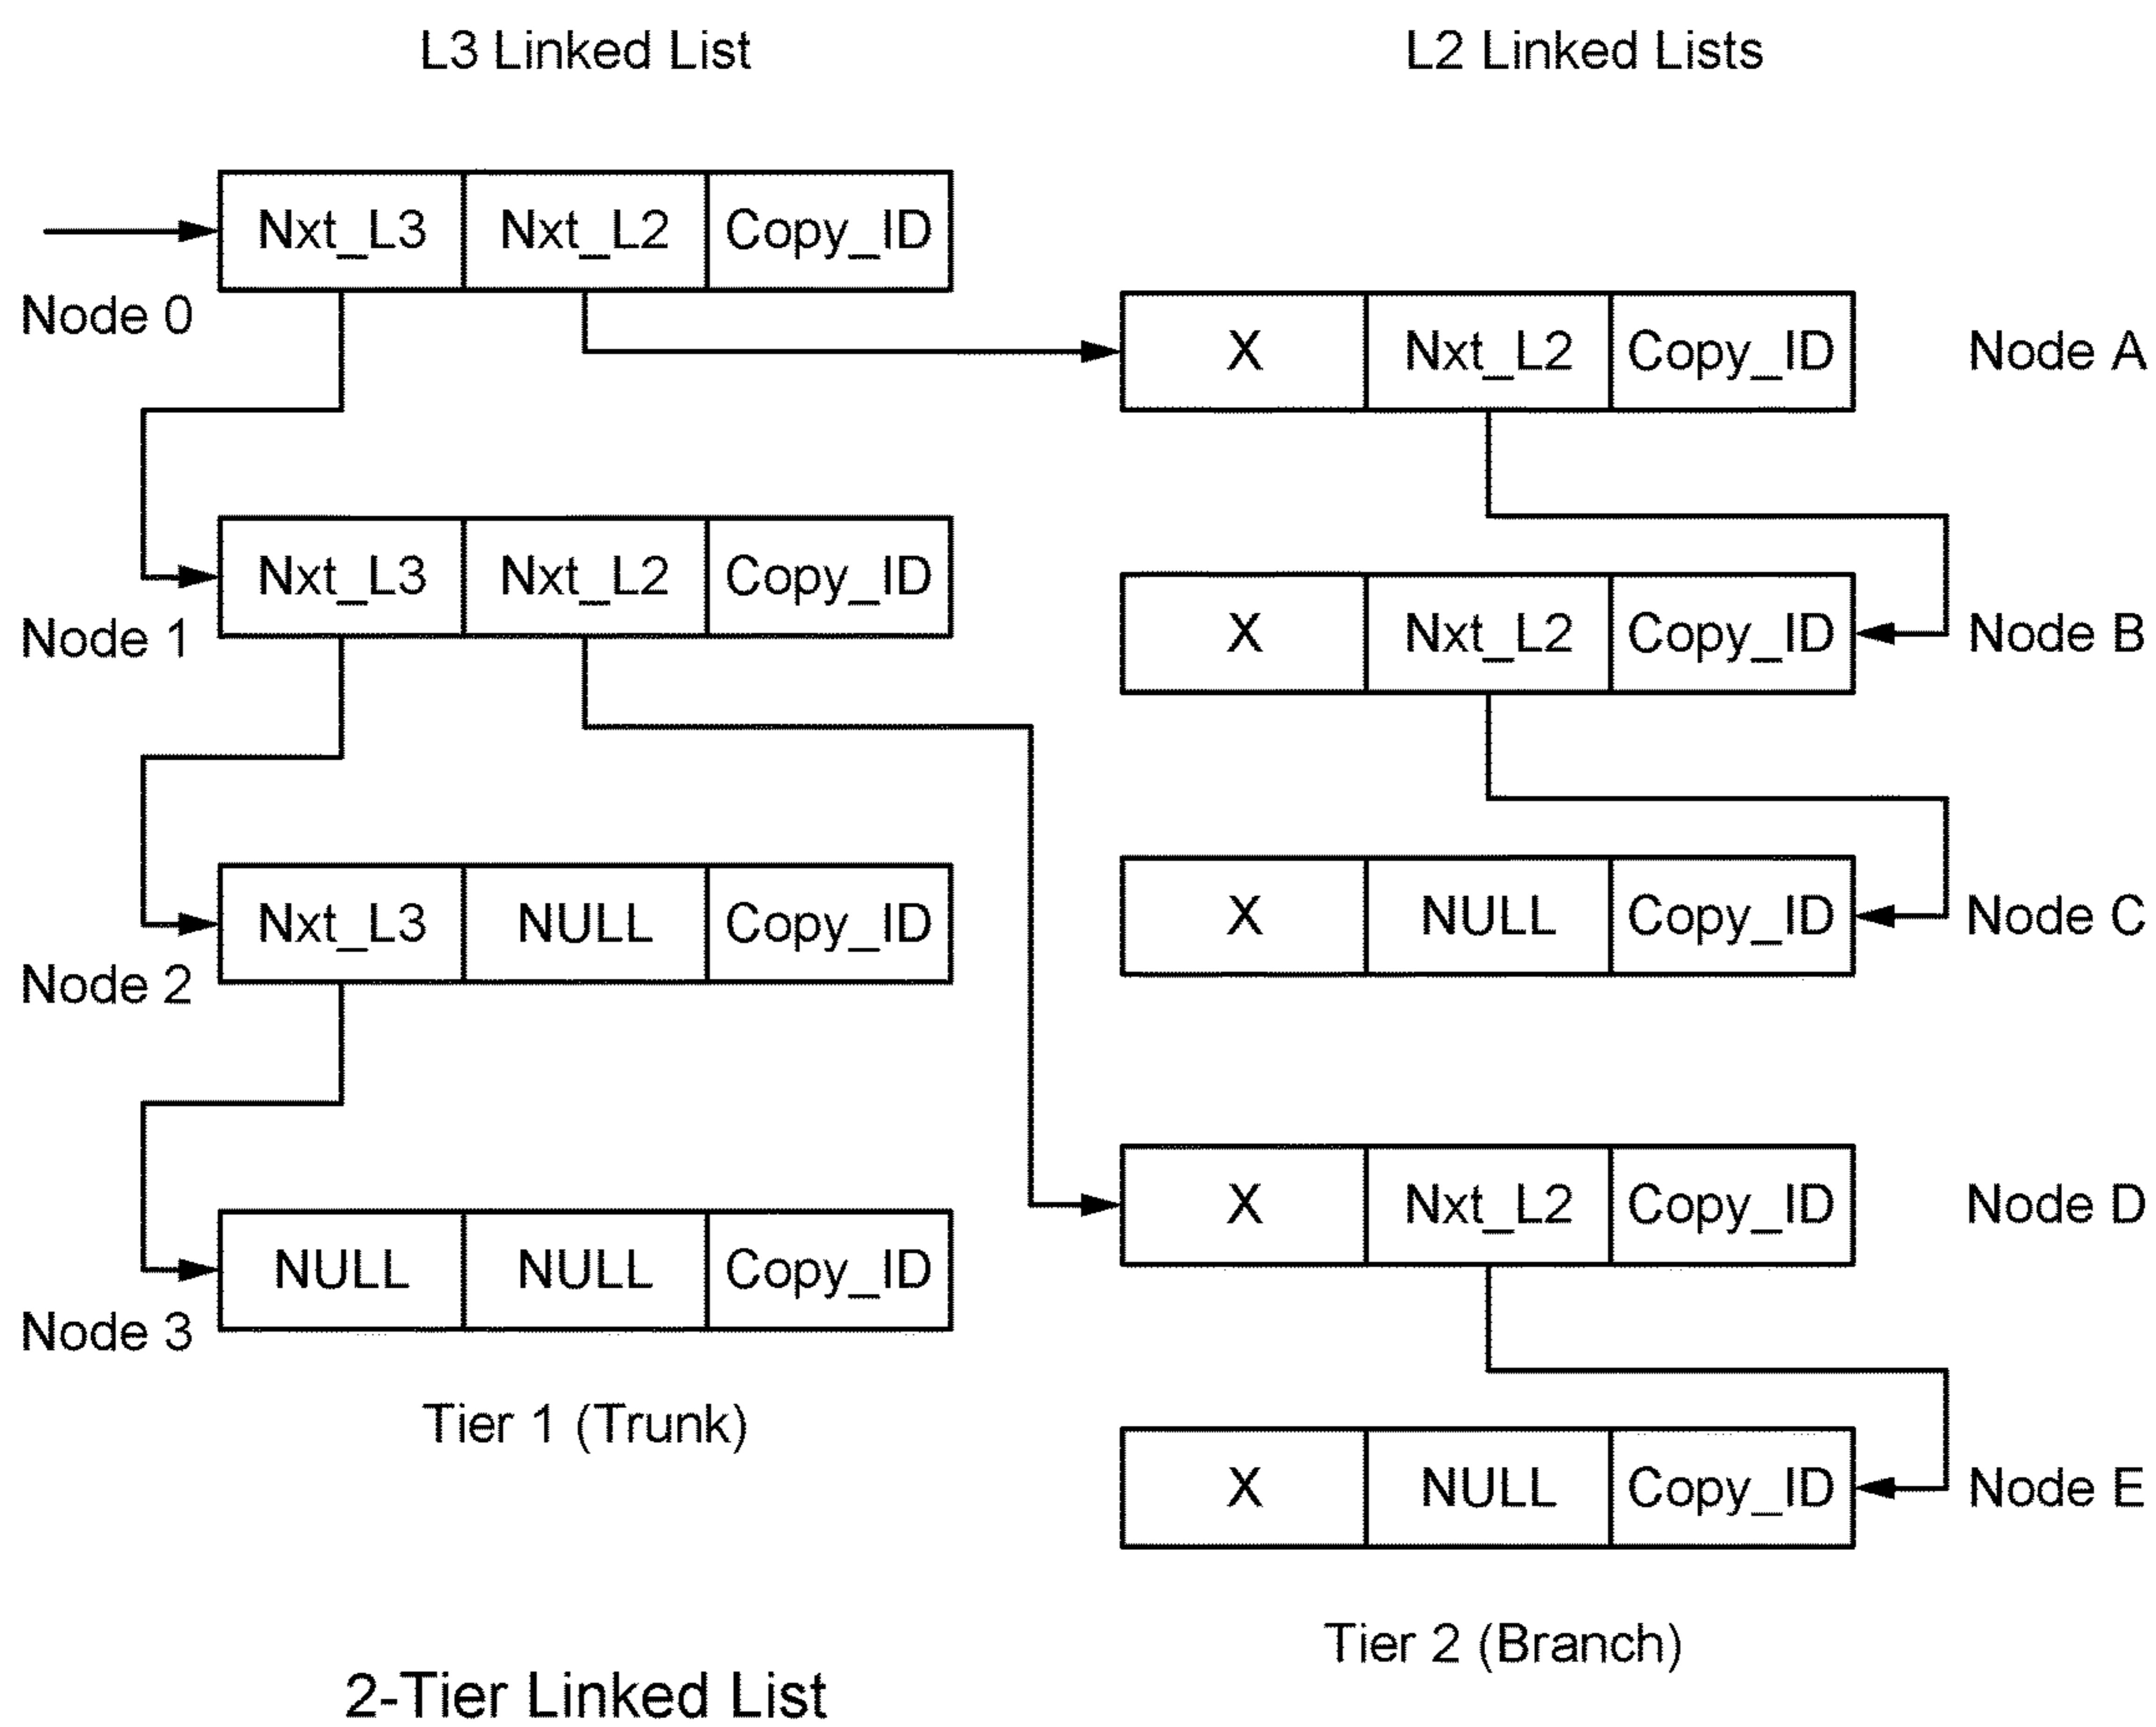 L3 Linked List
L2 Linked Lists
Nxt_L3 Nxt_L2 Copy_ID
Node 0
X Nxt_L2 Copy_ID Node A
Nxt_L3 Nxt_L2 Copy_ID
Node 1
X Nxt_L2 Copy_ID Node B
Nxt_L3 NULL Copy_ID
Node 2
X NULL Copy_ID Node C
X Nxt_L2 Copy_ID Node D
NULL NULL Copy_ID
Node 3
Tier 1 (Trunk)
X NULL Copy_ID Node E
Tier 2 (Branch)
2-Tier Linked List